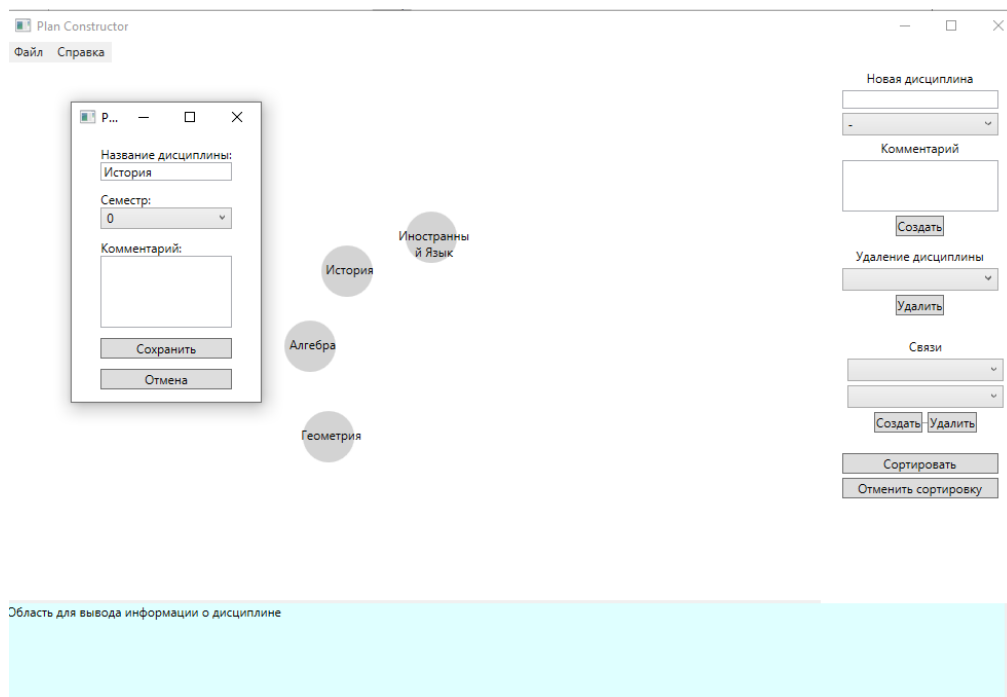 Plan Constructor
Файл Справка
P...
Название дисциплины:
История
Семестр:
0
Комментарий:
Сохранить
Отмена
Иностранны
й Язык
История
Алгебра
Геометрия
Новая дисциплина
-
Комментарий
Создать
Удаление дисциплины
Удалить
Связи
Создать Удалить
Сортировать
Отменить сортировку
Область для вывода информации о дисциплине